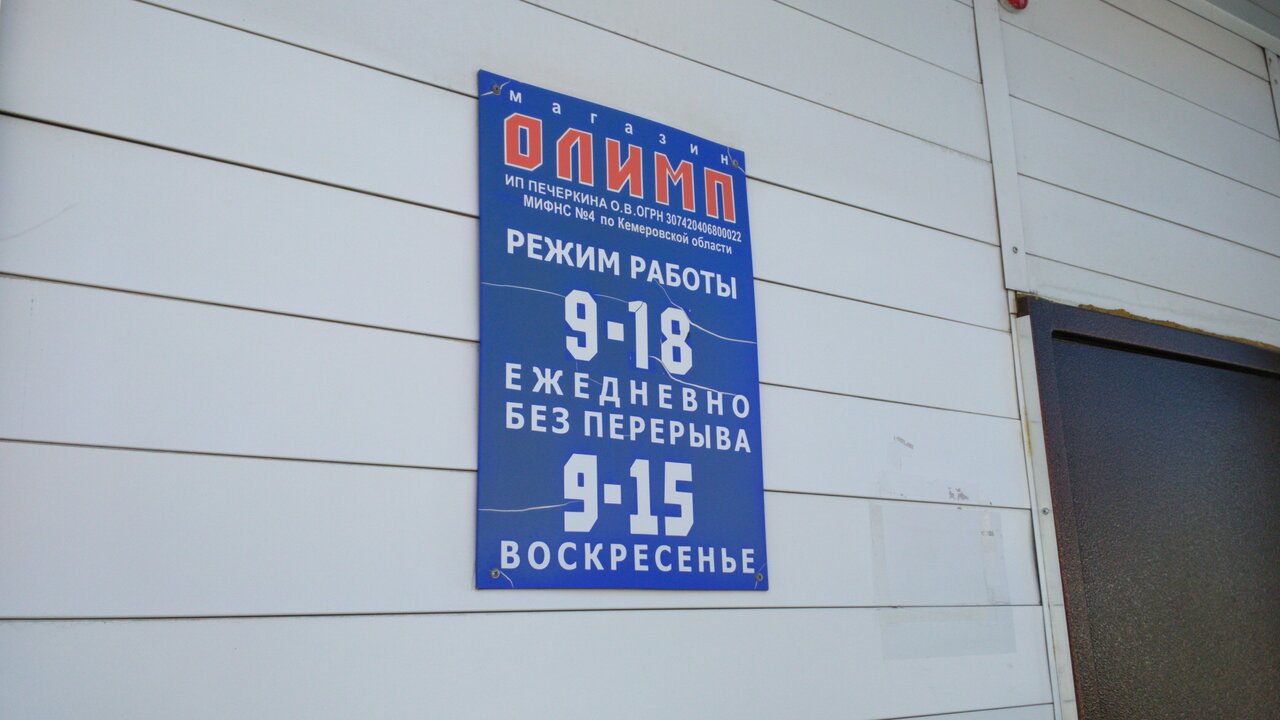 магазин
ОЛИМП
ИП ПЕЧЕРКИНА О.В.ОГРН 307420406800022
МИФНС №4 по Кемеровской области
РЕЖИМ РАБОТЫ
9-18
ЕЖЕДНЕВНО
БЕЗ ПЕРЕРЫВА
9-15
ВОСКРЕСЕНЬЕ